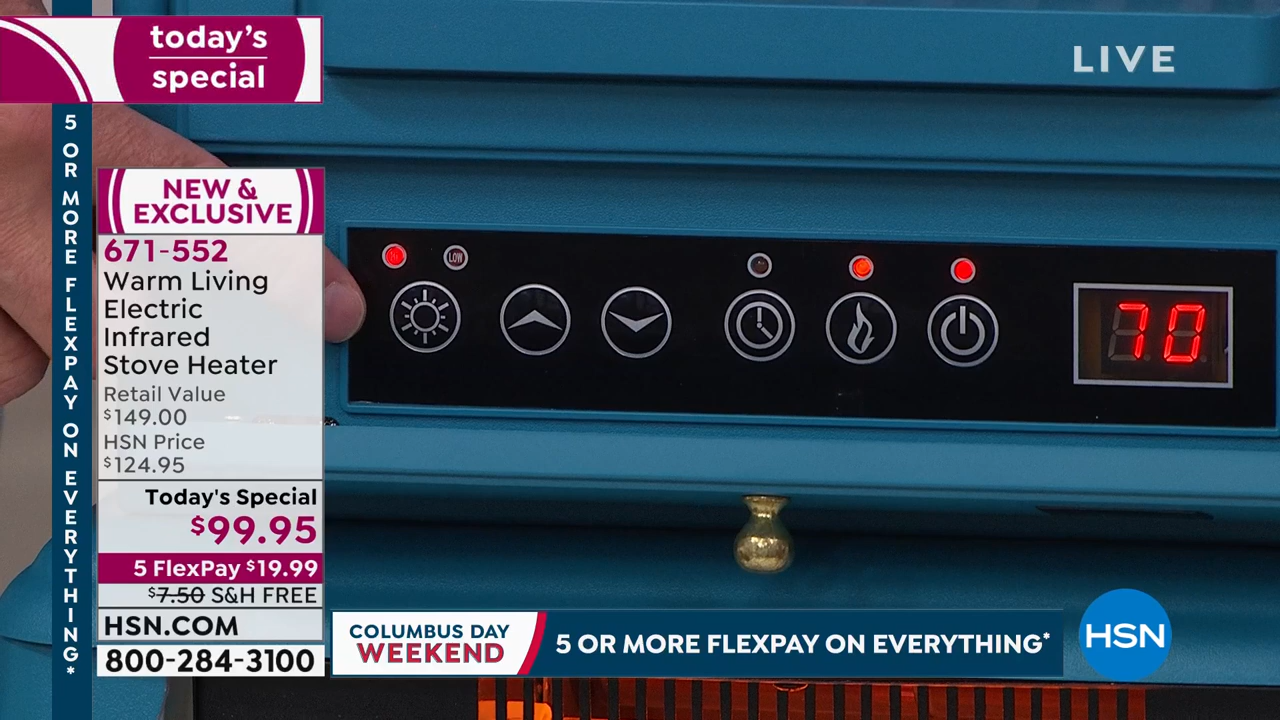 today's
special
LIVE
5 OR MORE FLEXPAY ON EVERYTHING*
NEW &
EXCLUSIVE
671-552
Warm Living
Electric
Infrared
Stove Heater
Retail Value
$149.00
HSN Price
$124.95
Today's Special
$99.95
5 FlexPay $19.99
$7.50 S&H FREE
HSN.COM
800-284-3100
LOW
70
COLUMBUS DAY
WEEKEND
5 OR MORE FLEXPAY ON EVERYTHING*
HSN